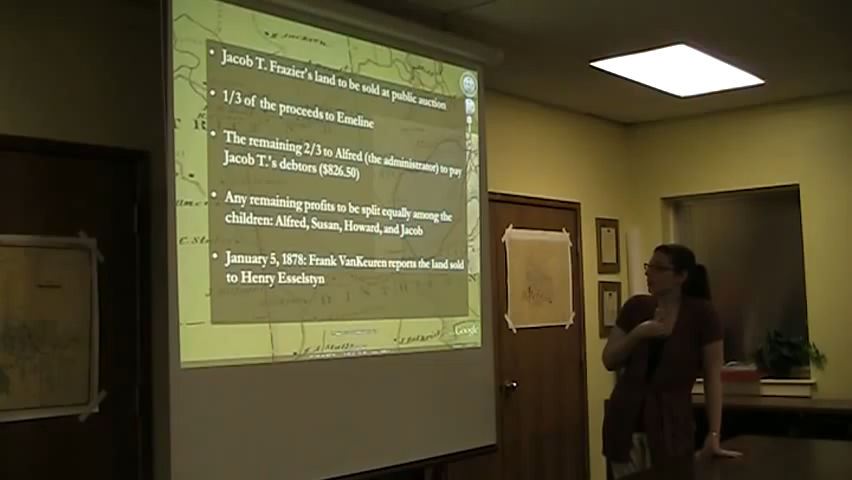 • Jacob T. Frazier's land to be sold at public auction
• 1/3 of the proceeds to Emeline
• The remaining 2/3 to Alfred (the administrator) to pay
Jacob T.'s debtors ($826.50)
• Any remaining profits to be split equally among the
children: Alfred, Susan, Howard, and Jacob
• January 5, 1878: Frank VanKeuren reports the land sold
to Henry Esselstyn
Google